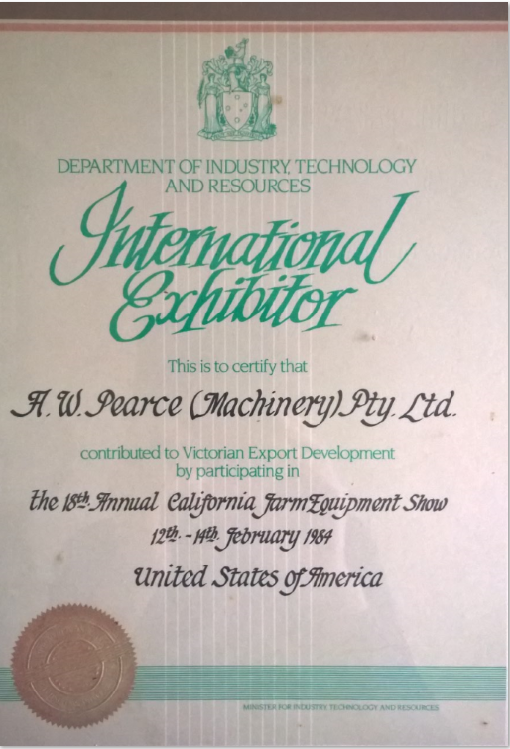 DEPARTMENT OF INDUSTRY, TECHNOLOGY
AND RESOURCES
International
Exhibitor
This is to certify that
A. W. Pearce (Machinery) Pty. Ltd.
contributed to Victorian Export Development
by participating in
the 18th. Annual California Farm Equipment Show
12th. - 14th. February 1984
United States of America
MINISTER FOR INDUSTRY TECHNOLOGY AND RESOURCES